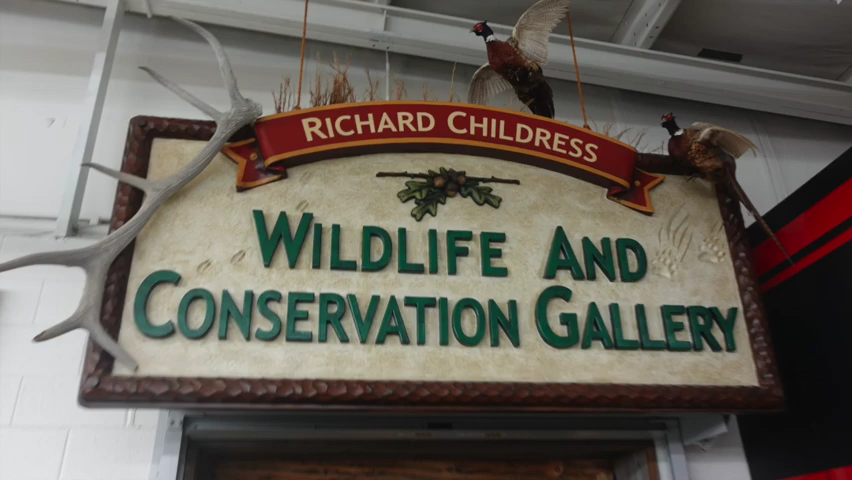 RICHARD CHILDRESS
WILDLIFE AND
CONSERVATION GALLERY